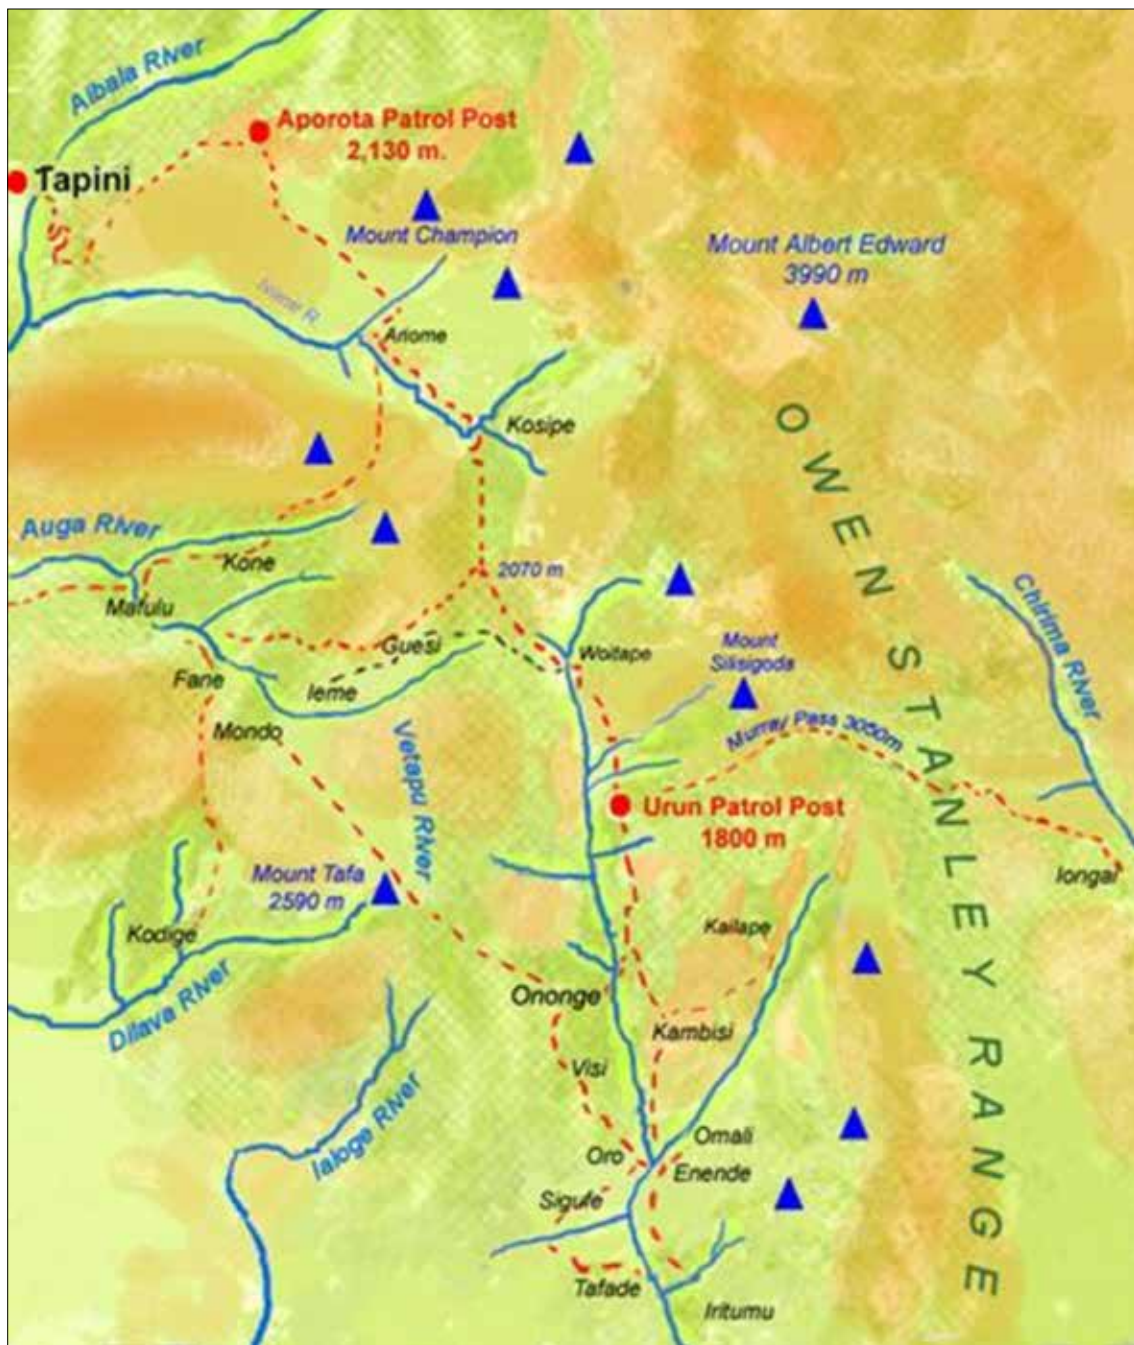 Albala River
Aporota Patrol Post
2,130 m.
Tapini
Mount Champion
Mount Albert Edward
3990 m
Ariome
Kosipe
OWEN STANLEY RANGE
Auga River
Kone
2070 m
Mafulu
Chirima River
Guesi
Woitape
Mount
Silisigoda
Fane
Ieme
Mondo
Vetapu River
Murray Pass 3050m
Urun Patrol Post
1800 m
Iongai
Mount Tafa
2590 m
Kodige
Kailape
Dilava River
Ononge
Kambisi
Visi
Ialoge River
Omali
Oro
Enende
Sigufe
Tafade
Iritumu